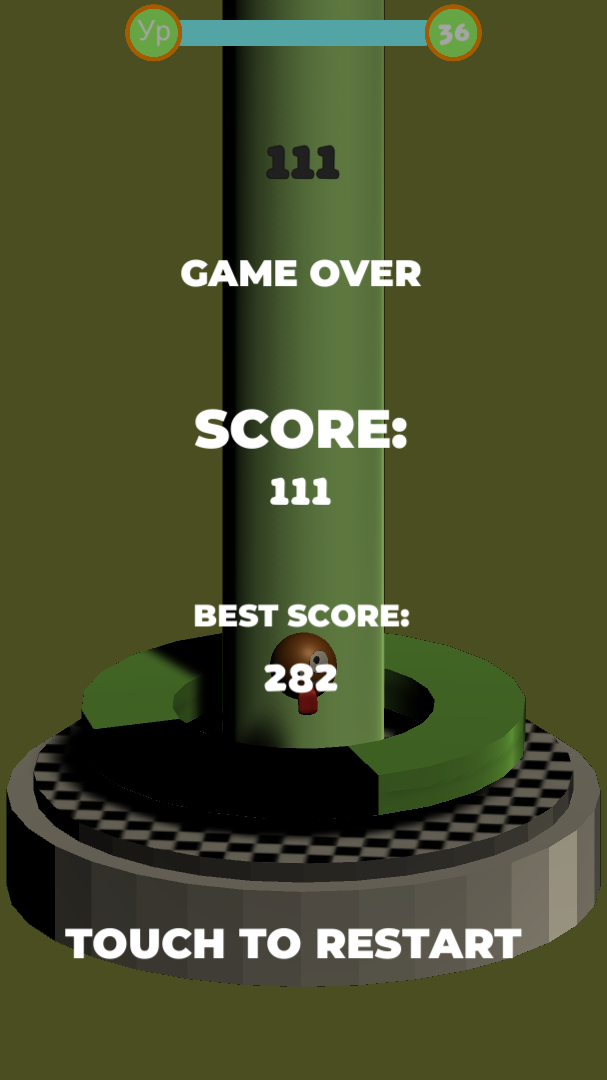 Ур 36
111
GAME OVER
SCORE:
111
BEST SCORE:
282
TOUCH TO RESTART